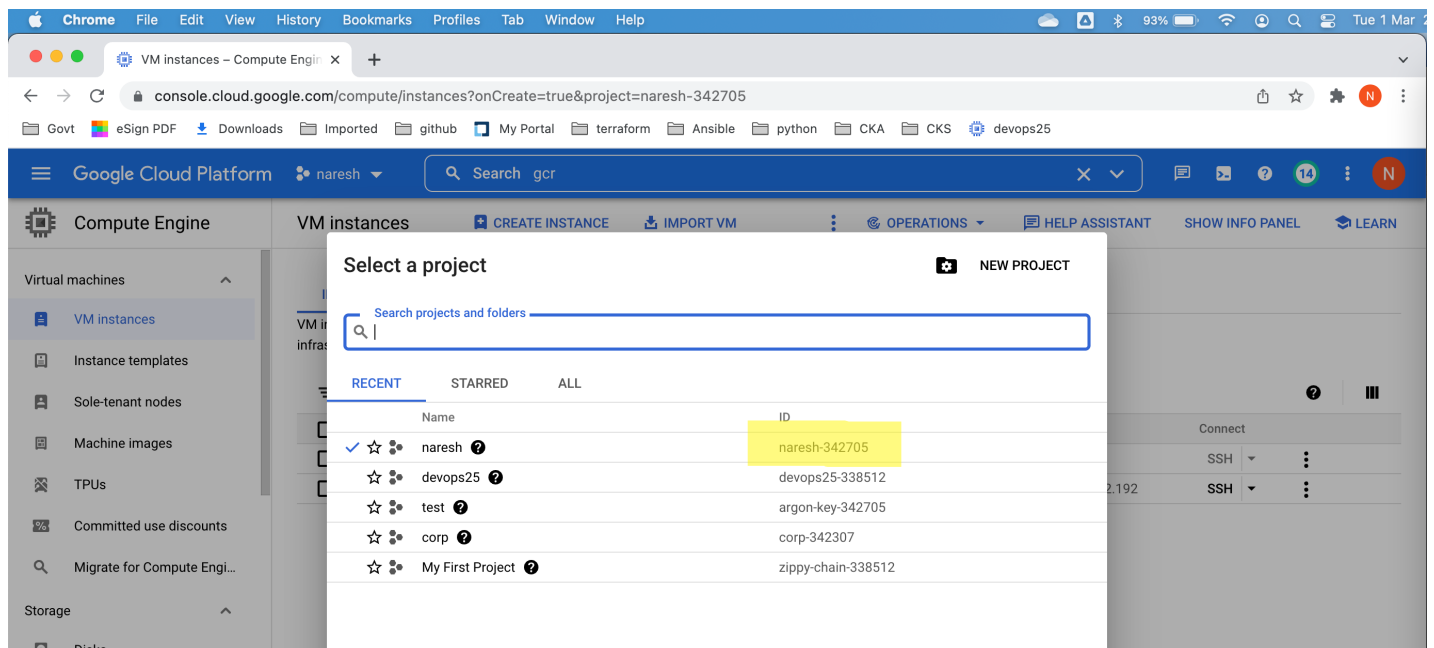 Chrome File Edit View History Bookmarks Profiles Tab Window Help 93% Tue 1 Mar
VM instances – Compute Engin
console.cloud.google.com/compute/instances?onCreate=true&project=naresh-342705 N
Govt eSign PDF Downloads Imported github My Portal terraform Ansible python CKA CKS devops25
Google Cloud Platform naresh Search gcr 14 N
Compute Engine VM instances CREATE INSTANCE IMPORT VM OPERATIONS HELP ASSISTANT SHOW INFO PANEL LEARN
Select a project NEW PROJECT
Virtual machines
Search projects and folders
VM instances
Instance templates
Sole-tenant nodes
Machine images
TPUs
Committed use discounts
Migrate for Compute Engi...
Storage
RECENT STARRED ALL
Name ID
naresh naresh-342705
devops25 devops25-338512
test argon-key-342705
corp corp-342307
My First Project zippy-chain-338512
Connect
SSH
2.192 SSH